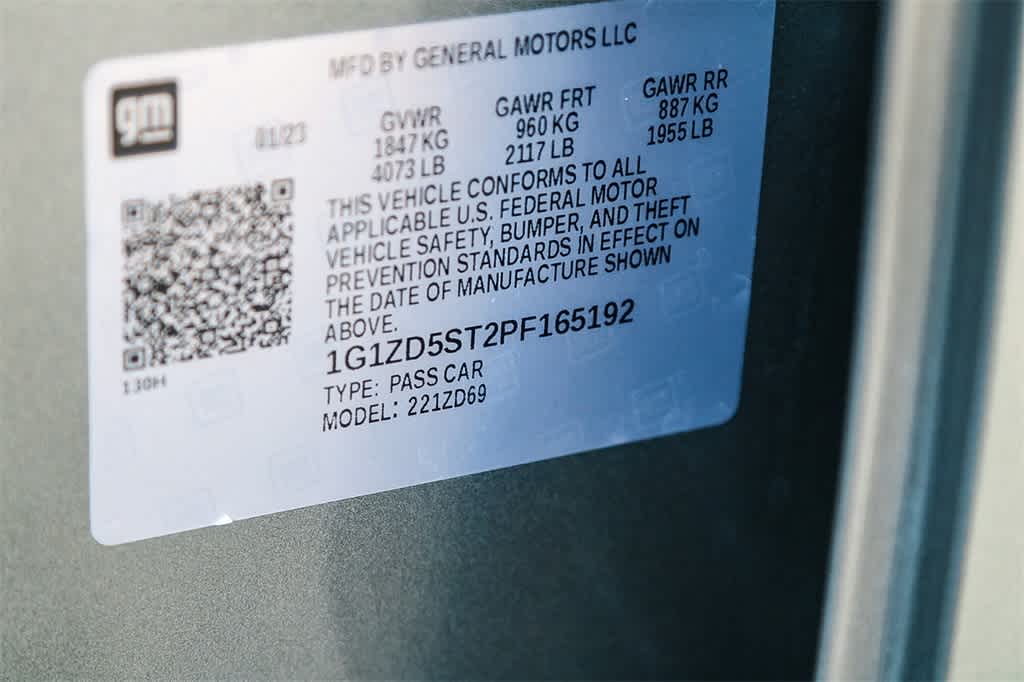 MFD BY GENERAL MOTORS LLC
gm
01/23
GVWR GAWR FRT GAWR RR
1847 KG 960 KG 887 KG
4073 LB 2117 LB 1955 LB
THIS VEHICLE CONFORMS TO ALL
APPLICABLE U.S. FEDERAL MOTOR
VEHICLE SAFETY, BUMPER, AND THEFT
PREVENTION STANDARDS IN EFFECT ON
THE DATE OF MANUFACTURE SHOWN
ABOVE.
1G1ZD5ST2PF165192
130H
TYPE: PASS CAR
MODEL: 221ZD69